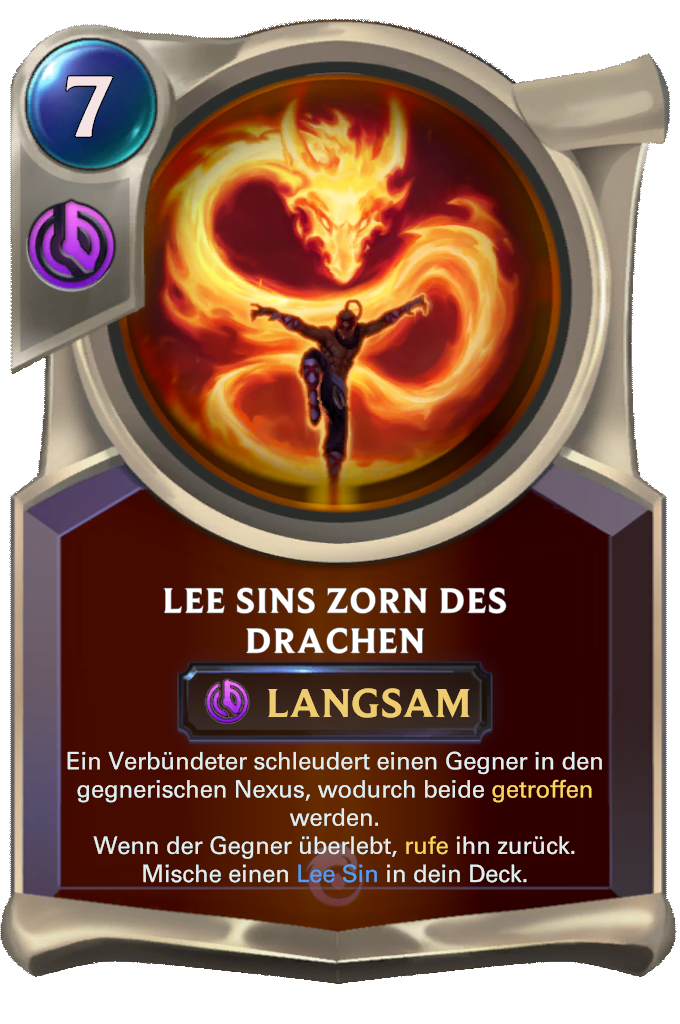 7
LEE SINS ZORN DES
DRACHEN
LANGSAM
Ein Verbündeter schleudert einen Gegner in den
gegnerischen Nexus, wodurch beide getroffen
werden.
Wenn der Gegner überlebt, rufe ihn zurück.
Mische einen Lee Sin in dein Deck.